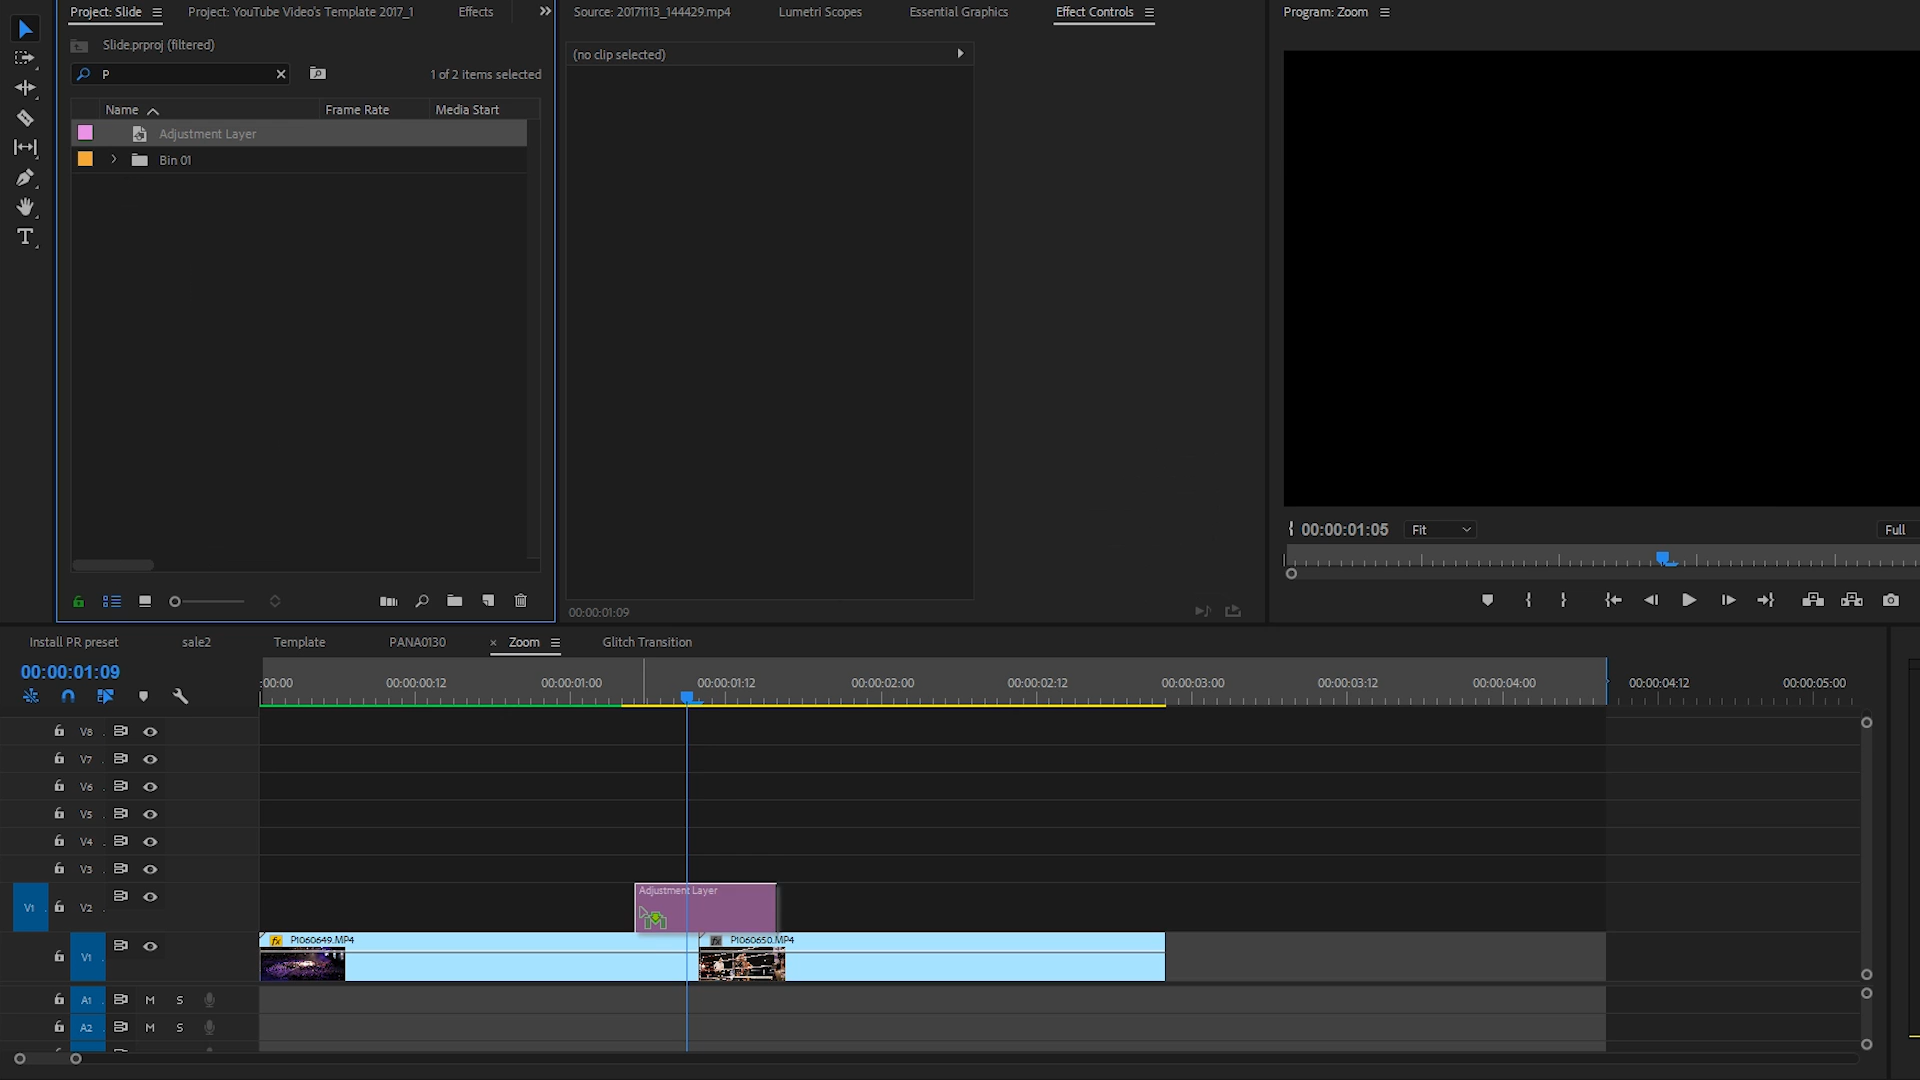 Project: Slide
Project: YouTube Video's Template 2017_1
Effects
Source: 20171113_144429.mp4
Lumetri Scopes
Essential Graphics
Effect Controls
Program: Zoom
Slide.prproj (filtered)
P
1 of 2 items selected
(no clip selected)
Name
Frame Rate
Media Start
Adjustment Layer
Bin 01
T
00:00:01:05
Fit
Full
00:00:01:09
Install PR preset
sale2
Template
PANA0130
Zoom
Glitch Transition
00:00:01:09
:00:00
00:00:00:12
00:00:01:00
00:00:01:12
00:00:02:00
00:00:02:12
00:00:03:00
00:00:03:12
00:00:04:00
00:00:04:12
00:00:05:00
V8
V7
V6
V5
V4
V3
V1
V2
Adjustment Layer
V1
fx P1060649.MP4
fx P1060650.MP4
A1 M S
A2 M S